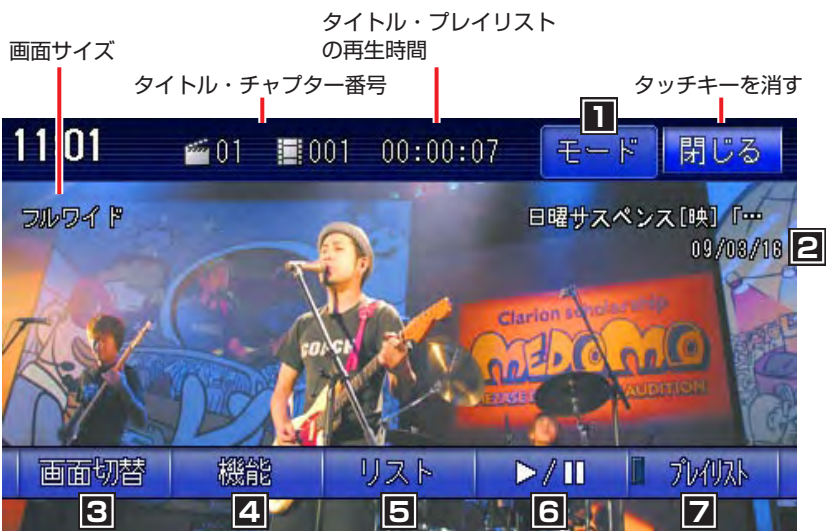 タイトル・プレイリスト
の再生時間
画面サイズ
タイトル・チャプター番号
タッチキーを消す
1
11:01
01
001
00:00:07
モード
閉じる
フルワイド
日曜サスペンス[映]「…
09/03/16
2
Clarion scholarship
MEDOMO
AUDITION
COACH
画面切替
機能
リスト
▶/⏸
プレイリスト
3
4
5
6
7